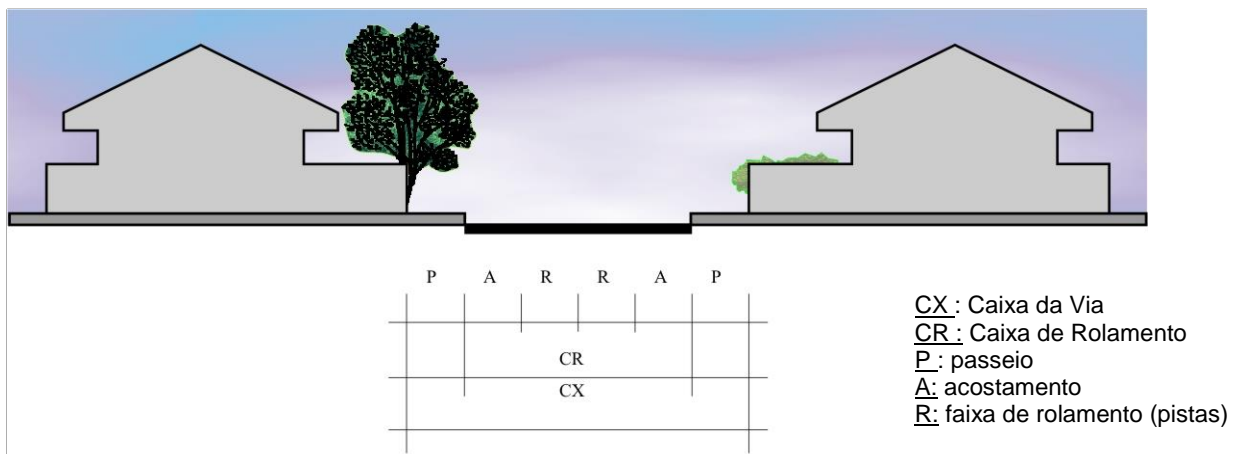 P A R R A P
CR
CX
CX : Caixa da Via
CR : Caixa de Rolamento
P : passeio
A: acostamento
R: faixa de rolamento (pistas)